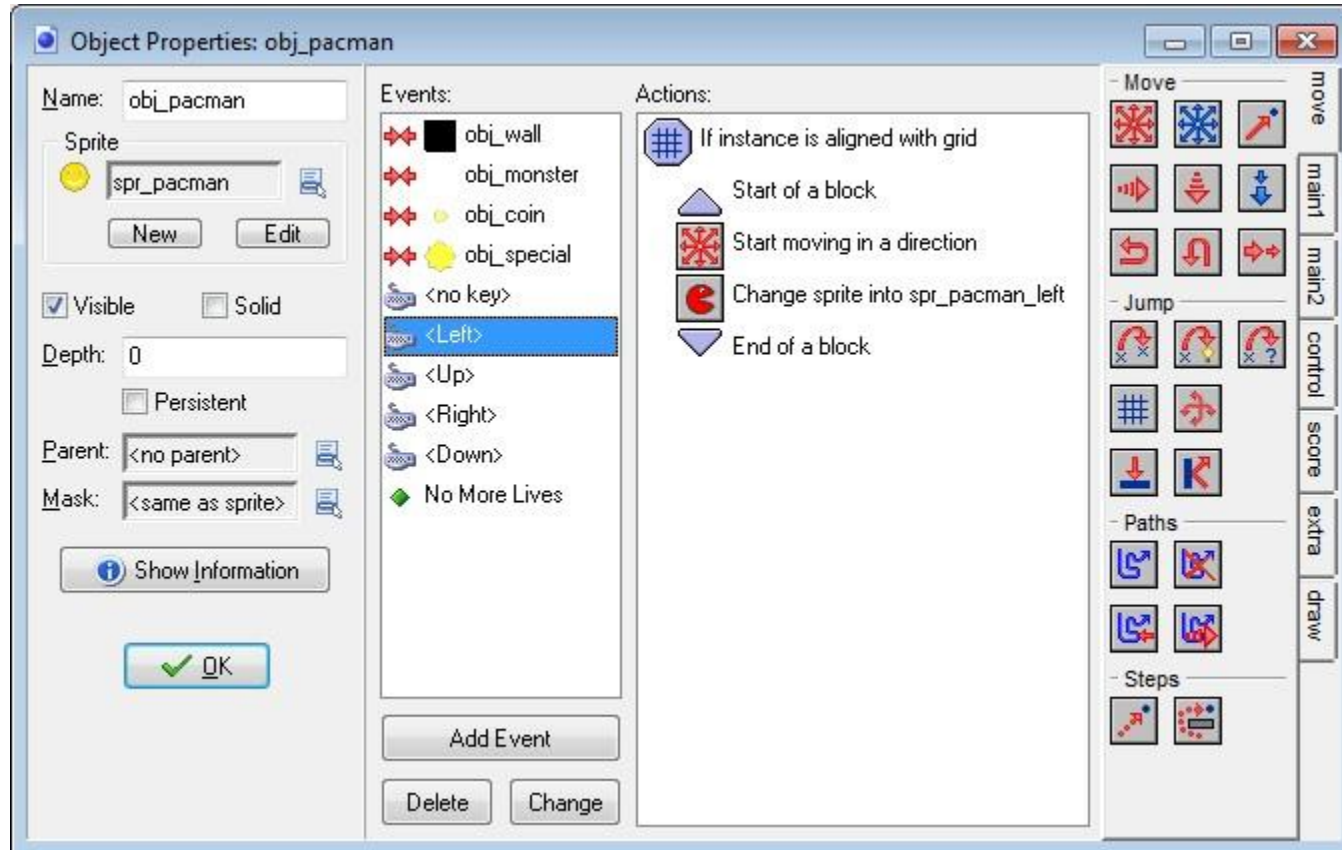 Object Properties: obj_pacman
Name: obj_pacman
Sprite
spr_pacman
New Edit
Visible Solid
Depth: 0
Persistent
Parent: <no parent>
Mask: <same as sprite>
Show Information
OK
Events:
obj_wall
obj_monster
obj_coin
obj_special
<no key>
<Left>
<Up>
<Right>
<Down>
No More Lives
Add Event
Delete Change
Actions:
If instance is aligned with grid
Start of a block
Start moving in a direction
Change sprite into spr_pacman_left
End of a block
Move
Jump
Paths
Steps
move
main1
main2
control
score
extra
draw